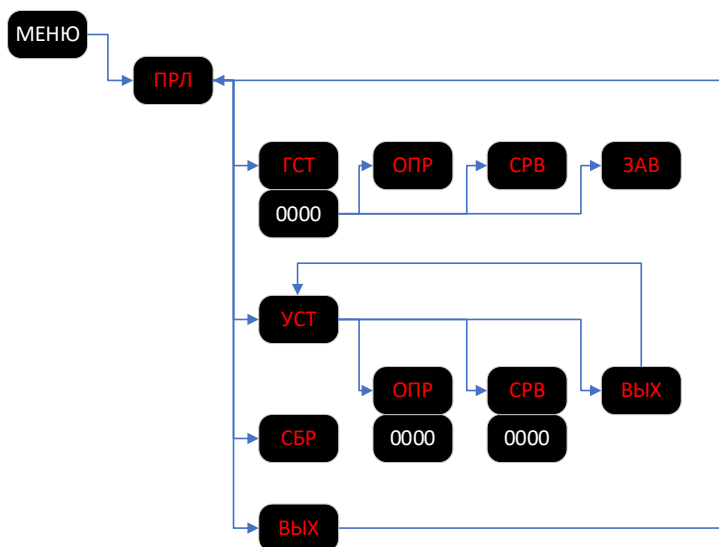 МЕНЮ
ПРЛ
ГСТ ОПР СРВ ЗАВ
0000
УСТ
ОПР СРВ ВЫХ
0000 0000
СБР
ВЫХ